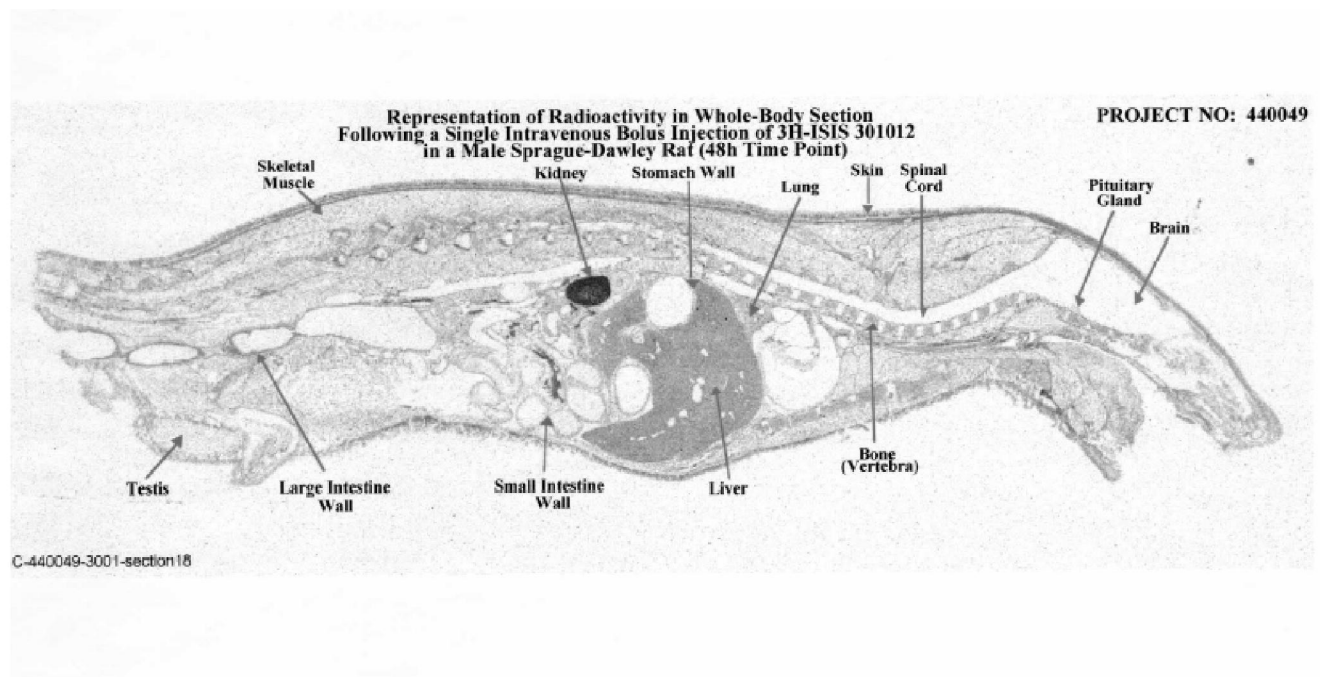 Representation of Radioactivity in Whole-Body Section
PROJECT NO: 440049
Following a Single Intravenous Bolus Injection of 3H-ISIS 301012
in a Male Sprague-Dawley Rat (48h Time Point)
Skeletal
Muscle
Kidney
Stomach Wall
Lung
Skin
Spinal
Cord
Pituitary
Gland
Brain
Testis
Large Intestine
Wall
Small Intestine
Wall
Liver
Bone
(Vertebra)
C-440049-3001-section18